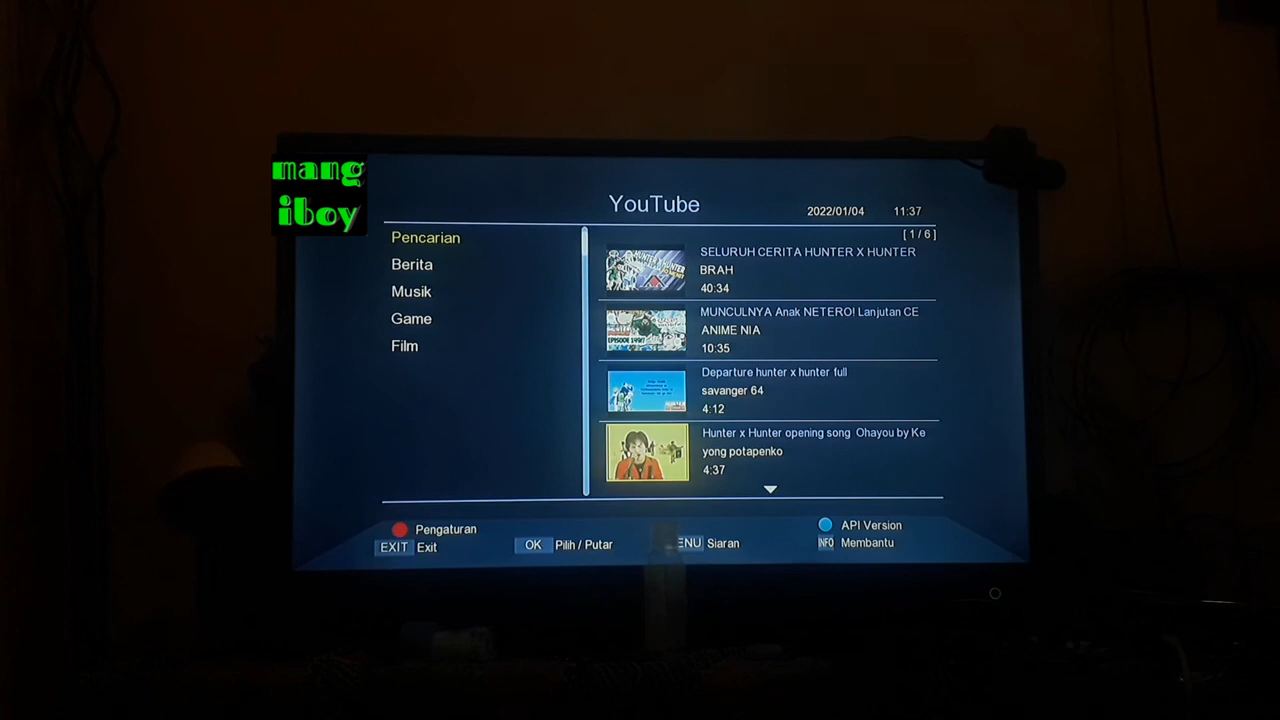 mang
iboy
YouTube
2022/01/04 11:37
[ 1 / 6 ]
Pencarian
Berita
Musik
Game
Film
SELURUH CERITA HUNTER X HUNTER
BRAH
40:34
MUNCULNYA Anak NETERO! Lanjutan CE
ANIME NIA
10:35
Departure hunter x hunter full
savanger 64
4:12
Hunter x Hunter opening song Ohayou by Ke
yong potapenko
4:37
Pengaturan
API Version
EXIT Exit
OK Pilih / Putar
ENU Siaran
INFO Membantu